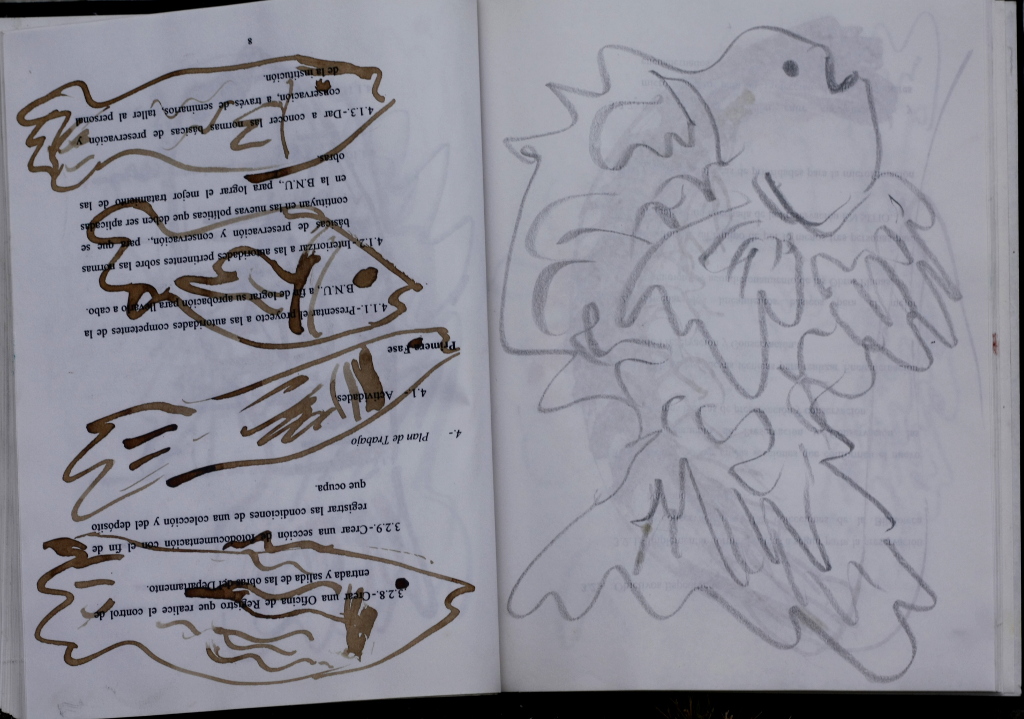 3.2.8.-Crear una Oficina de Registro que realice el control de
entrada y salida de las obras del Departamento.
3.2.9.-Crear una sección de fotodocumentación con el fin de
registrar las condiciones de una colección y del depósito
que ocupa.
4.- Plan de Trabajo
4.1.- Actividades
Primera Fase
4.1.1.-Presentar el proyecto a las autoridades competentes de la
B.N.U., a fin de lograr su aprobación para llevarlo a cabo.
4.1.2.-Interiorizar a las autoridades pertinentes sobre las normas
básicas de preservación y conservación., para que se
contituyan en las nuevas políticas que deben ser aplicadas
en la B.N.U., para lograr el mejor tratamiento de las
obras.
4.1.3.-Dar a conocer las normas básicas de preservación y
conservación, a través de seminarios, taller al personal
de la institución.
8